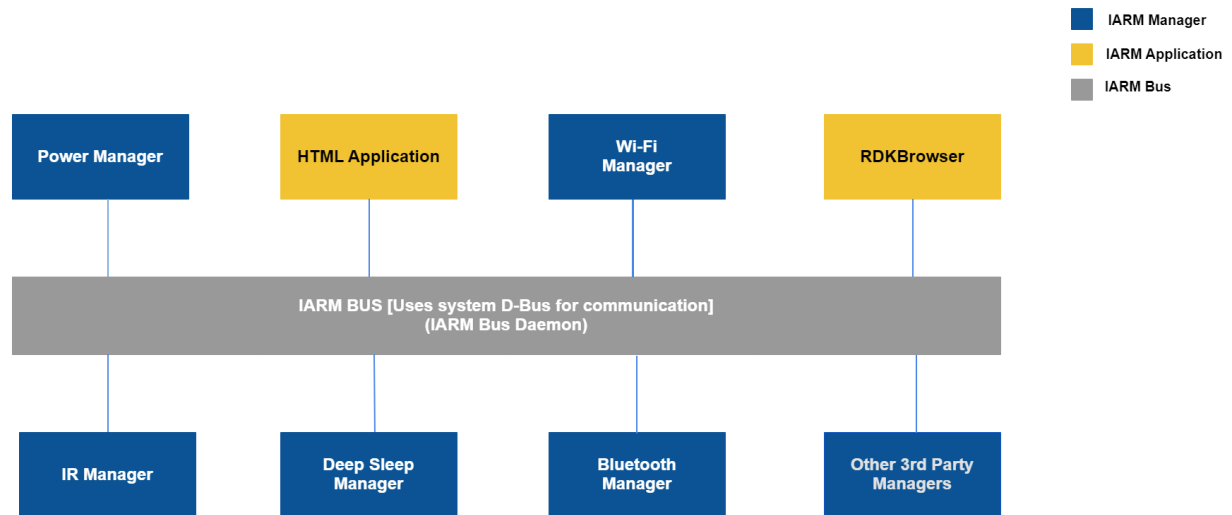 IARM Manager
IARM Application
IARM Bus
Power Manager
HTML Application
Wi-Fi
Manager
RDKBrowser
IARM BUS [Uses system D-Bus for communication]
(IARM Bus Daemon)
IR Manager
Deep Sleep
Manager
Bluetooth
Manager
Other 3rd Party
Managers